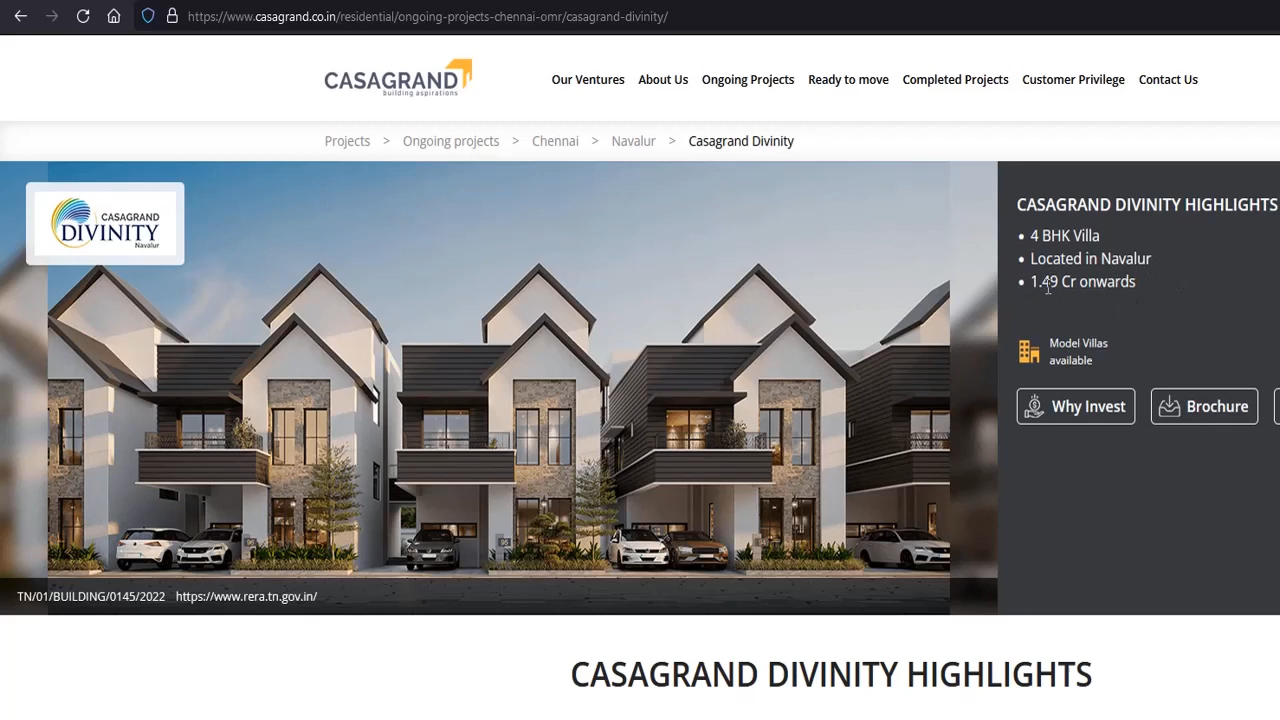 https://www.casagrand.co.in/residential/ongoing-projects-chennai-omr/casagrand-divinity/
CASAGRAND
building aspirations
Our Ventures About Us Ongoing Projects Ready to move Completed Projects Customer Privilege Contact Us
Projects > Ongoing projects > Chennai > Navalur > Casagrand Divinity
CASAGRAND
DIVINITY
Navalur
CASAGRAND DIVINITY HIGHLIGHTS
• 4 BHK Villa
• Located in Navalur
• 1.49 Cr onwards
Model Villas
available
Why Invest Brochure
TN/01/BUILDING/0145/2022 https://www.rera.tn.gov.in/
CASAGRAND DIVINITY HIGHLIGHTS